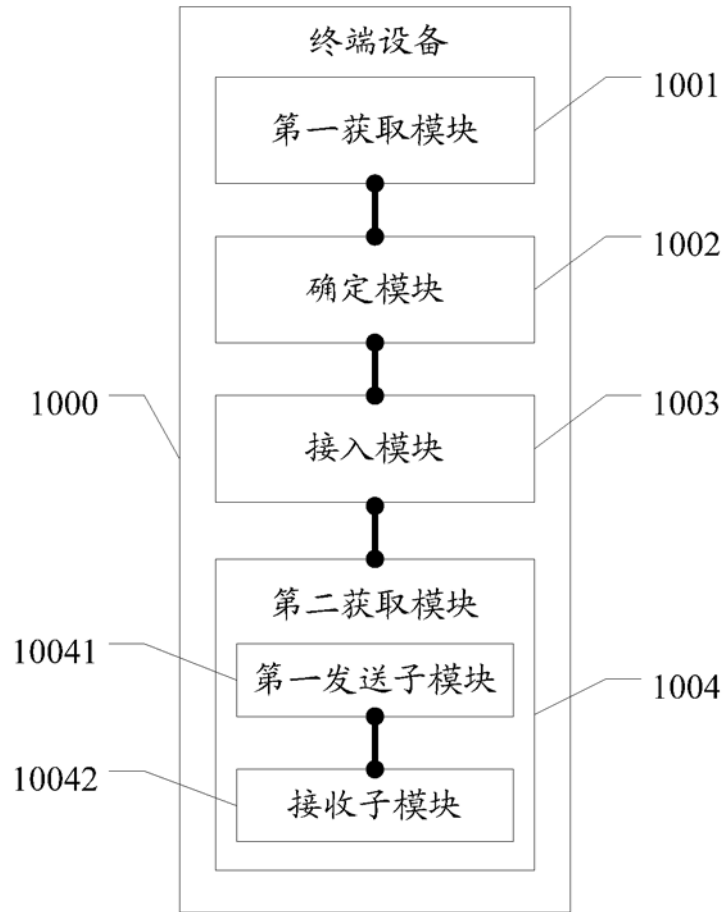 终端设备
第一获取模块
1001
确定模块
1002
1000
接入模块
1003
第二获取模块
10041
第一发送子模块
1004
10042
接收子模块